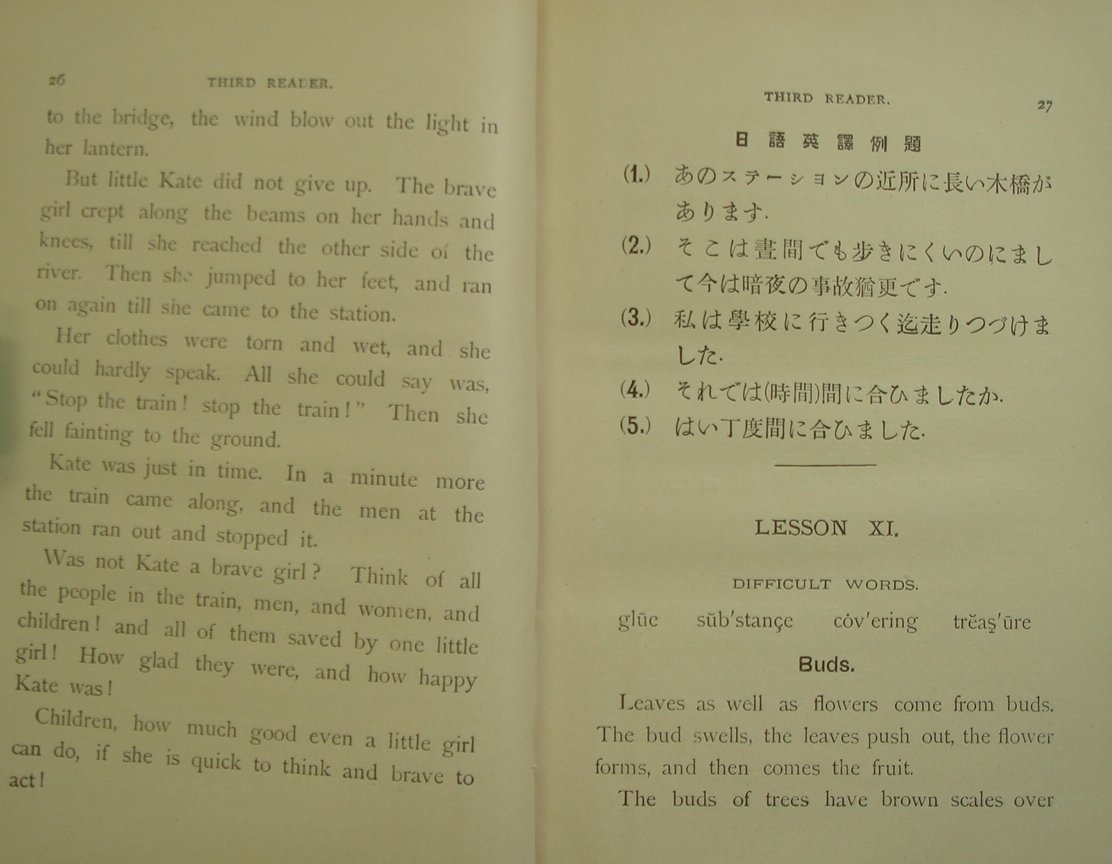 26
THIRD READER.
to the bridge, the wind blow out the light in
her lantern.
But little Kate did not give up. The brave
girl crept along the beams on her hands and
knees, till she reached the other side of the
river. Then she jumped to her feet, and ran
on again till she came to the station.
Her clothes were torn and wet, and she
could hardly speak. All she could say was,
"Stop the train! stop the train!" Then she
fell fainting to the ground.
Kate was just in time. In a minute more
the train came along, and the men at the
station ran out and stopped it.
Was not Kate a brave girl? Think of all
the people in the train, men, and women, and
children! and all of them saved by one little
girl! How glad they were, and how happy
Kate was!
Children, how much good even a little girl
can do, if she is quick to think and brave to
act!
THIRD READER.
27
日語英譯例題
(1.) あのステーションの近所に長い木橋が
あります.
(2.) そこは晝間でも歩きにくいのにまし
て今は暗夜の事故猶更です.
(3.) 私は學校に行きつく迄走りつづけま
した.
(4.) それでは(時間)間に合ひましたか.
(5.) はい丁度間に合ひました.
LESSON XI.
DIFFICULT WORDS.
glūe sŭb'stançe cȯv'ering trĕaş'ūre
Buds.
Leaves as well as flowers come from buds.
The bud swells, the leaves push out, the flower
forms, and then comes the fruit.
The buds of trees have brown scales over